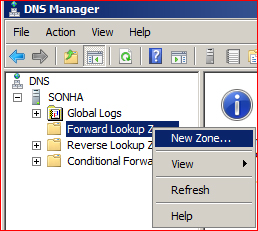 DNS Manager
File Action View Help
DNS
SONHA
Global Logs
Forward Lookup Z
New Zone...
Reverse Lookup Z
View
Conditional Forwa
Refresh
Help